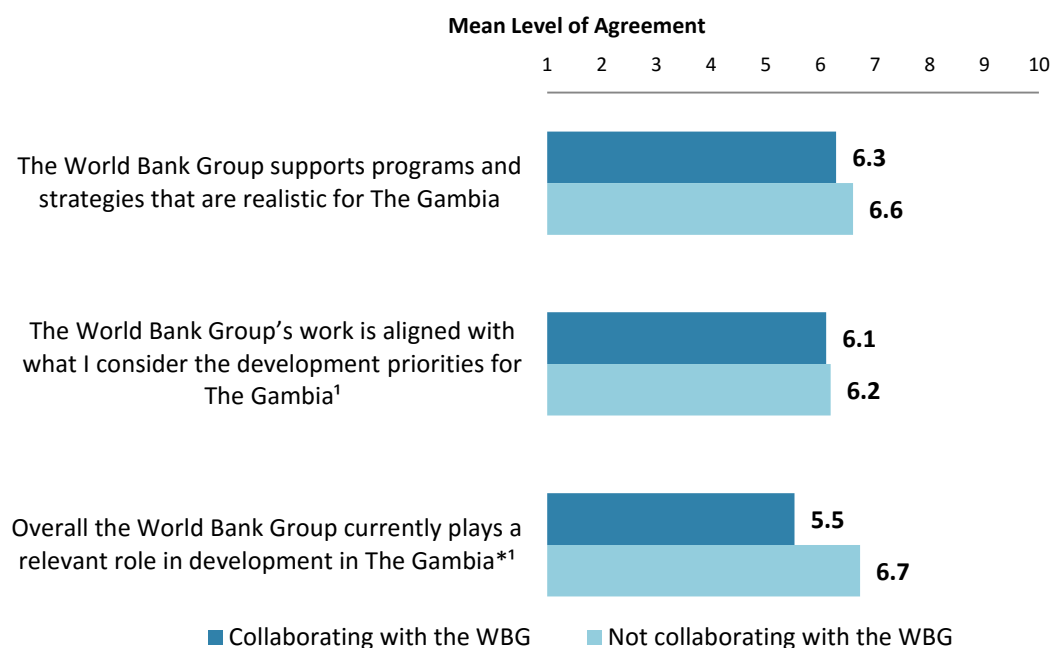 Mean Level of Agreement
1 2 3 4 5 6 7 8 9 10
The World Bank Group supports programs and
strategies that are realistic for The Gambia
6.3
6.6
The World Bank Group’s work is aligned with
what I consider the development priorities for
The Gambia¹
6.1
6.2
Overall the World Bank Group currently plays a
relevant role in development in The Gambia*¹
5.5
6.7
Collaborating with the WBG Not collaborating with the WBG